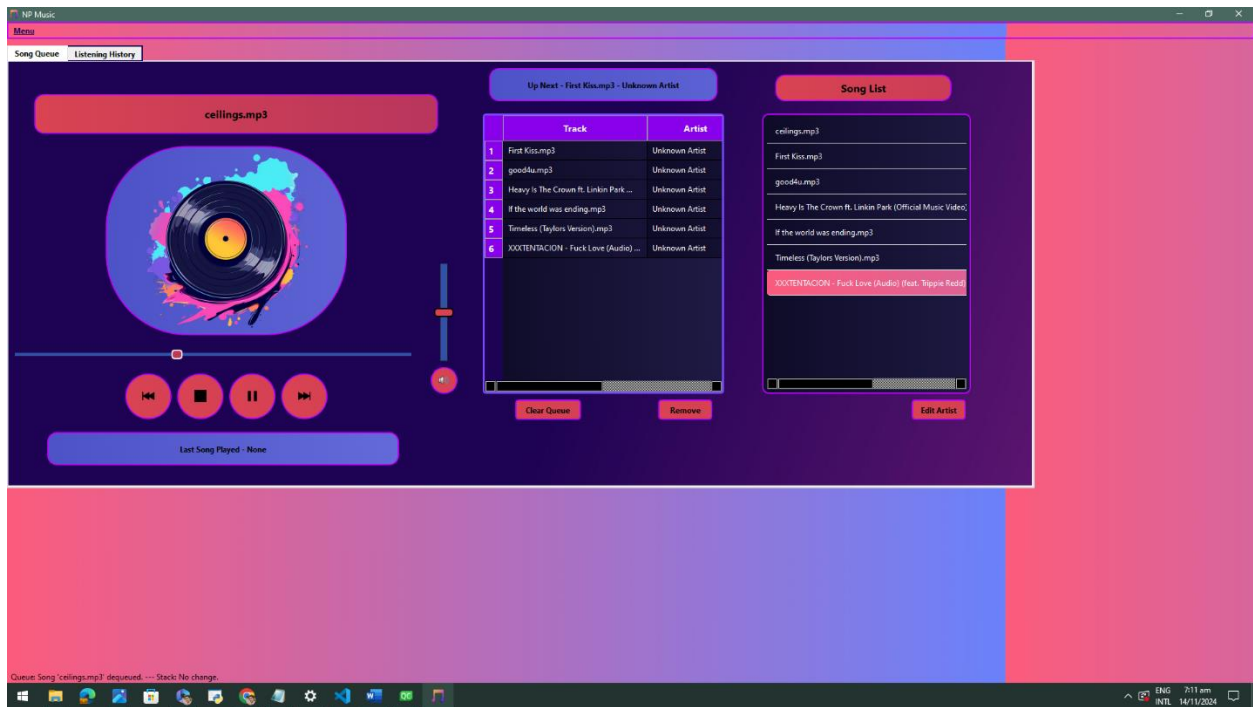 NP Music
Menu
Song Queue
Listening History
ceilings.mp3
Last Song Played - None
Up Next - First Kiss.mp3 - Unknown Artist
Track Artist
1 First Kiss.mp3 Unknown Artist
2 good4u.mp3 Unknown Artist
3 Heavy Is The Crown ft. Linkin Park ... Unknown Artist
4 If the world was ending.mp3 Unknown Artist
5 Timeless (Taylors Version).mp3 Unknown Artist
6 XXXTENTACION - Fuck Love (Audio) ... Unknown Artist
Clear Queue
Remove
Song List
ceilings.mp3
First Kiss.mp3
good4u.mp3
Heavy Is The Crown ft. Linkin Park (Official Music Video)
If the world was ending.mp3
Timeless (Taylors Version).mp3
XXXTENTACION - Fuck Love (Audio) (feat. Trippie Redd)
Edit Artist
Queue: Song 'ceilings.mp3' dequeued. --- Stack: No change.
ENG 7:11 am
INTL 14/11/2024